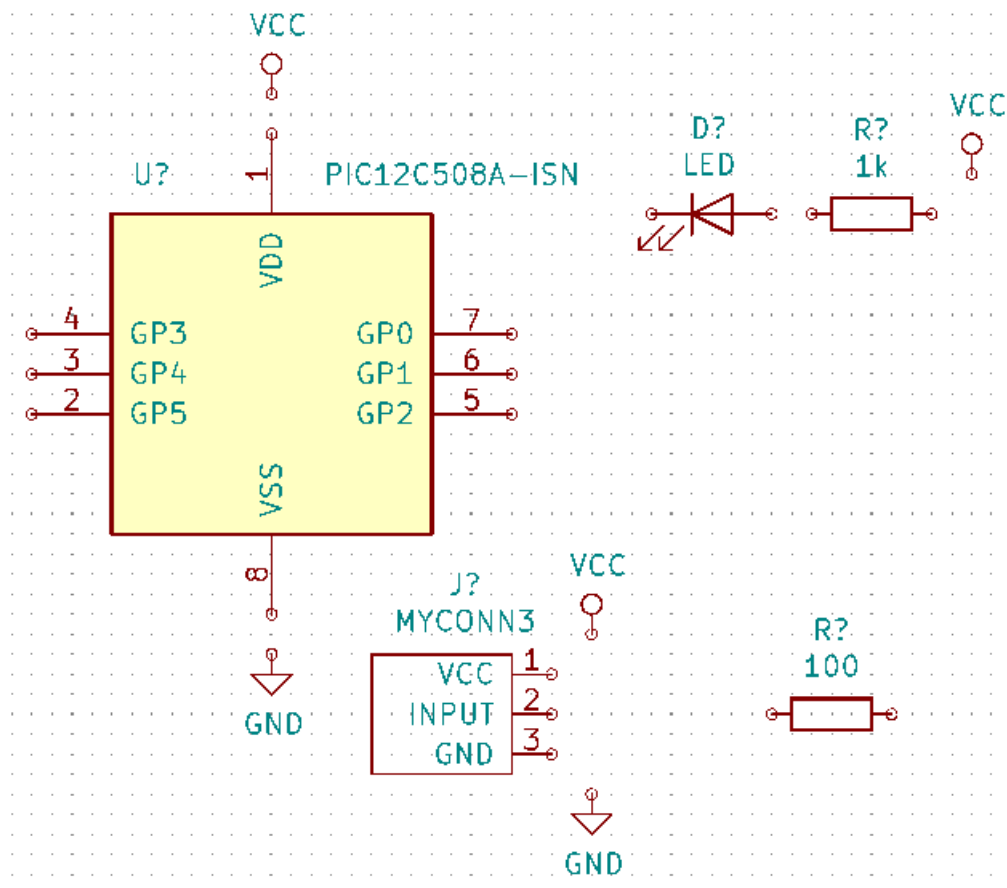 VCC
VCC
D?
LED
R?
1k
U?
1
PIC12C508A-ISN
VDD
4
GP3
GP0
7
3
GP4
GP1
6
2
GP5
GP2
5
VSS
8
GND
J?
MYCONN3
VCC
1
INPUT
2
GND
3
VCC
GND
R?
100